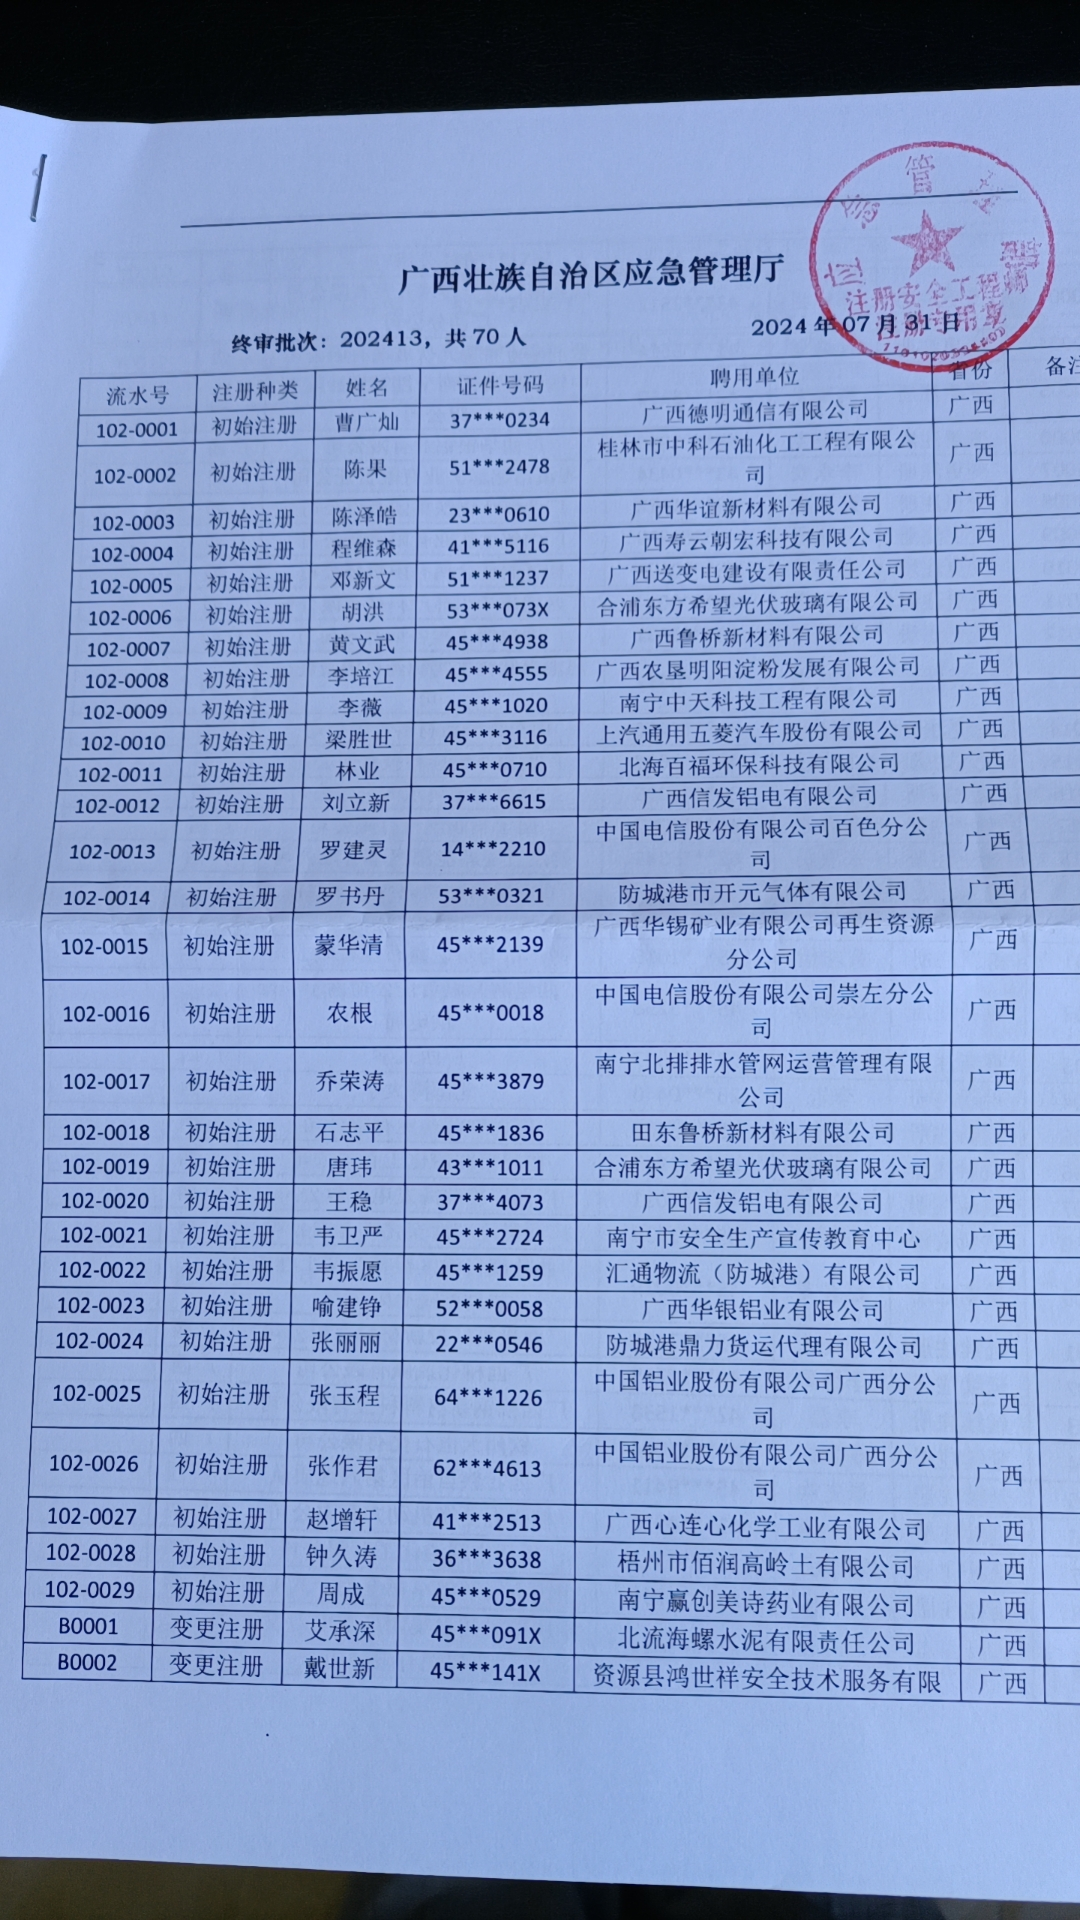 广西壮族自治区应急管理厅
终审批次：202413，共 70 人 2024 年 07 月 31 日
流水号 注册种类 姓名 证件号码 聘用单位 省份 备注
102-0001 初始注册 曹广灿 37***0234 广西德明通信有限公司 广西
102-0002 初始注册 陈果 51***2478 桂林市中科石油化工工程有限公
司 广西
102-0003 初始注册 陈泽皓 23***0610 广西华谊新材料有限公司 广西
102-0004 初始注册 程维森 41***5116 广西寿云朝宏科技有限公司 广西
102-0005 初始注册 邓新文 51***1237 广西送变电建设有限责任公司 广西
102-0006 初始注册 胡洪 53***073X 合浦东方希望光伏玻璃有限公司 广西
102-0007 初始注册 黄文武 45***4938 广西鲁桥新材料有限公司 广西
102-0008 初始注册 李培江 45***4555 广西农垦明阳淀粉发展有限公司 广西
102-0009 初始注册 李薇 45***1020 南宁中天科技工程有限公司 广西
102-0010 初始注册 梁胜世 45***3116 上汽通用五菱汽车股份有限公司 广西
102-0011 初始注册 林业 45***0710 北海百福环保科技有限公司 广西
102-0012 初始注册 刘立新 37***6615 广西信发铝电有限公司 广西
102-0013 初始注册 罗建灵 14***2210 中国电信股份有限公司百色分公
司 广西
102-0014 初始注册 罗书丹 53***0321 防城港市开元气体有限公司 广西
102-0015 初始注册 蒙华清 45***2139 广西华锡矿业有限公司再生资源
分公司 广西
102-0016 初始注册 农根 45***0018 中国电信股份有限公司崇左分公
司 广西
102-0017 初始注册 乔荣涛 45***3879 南宁北排排水管网运营管理有限
公司 广西
102-0018 初始注册 石志平 45***1836 田东鲁桥新材料有限公司 广西
102-0019 初始注册 唐玮 43***1011 合浦东方希望光伏玻璃有限公司 广西
102-0020 初始注册 王稳 37***4073 广西信发铝电有限公司 广西
102-0021 初始注册 韦卫严 45***2724 南宁市安全生产宣传教育中心 广西
102-0022 初始注册 韦振愿 45***1259 汇通物流（防城港）有限公司 广西
102-0023 初始注册 喻建铮 52***0058 广西华银铝业有限公司 广西
102-0024 初始注册 张丽丽 22***0546 防城港鼎力货运代理有限公司 广西
102-0025 初始注册 张玉程 64***1226 中国铝业股份有限公司广西分公
司 广西
102-0026 初始注册 张作君 62***4613 中国铝业股份有限公司广西分公
司 广西
102-0027 初始注册 赵增轩 41***2513 广西心连心化学工业有限公司 广西
102-0028 初始注册 钟久涛 36***3638 梧州市佰润高岭土有限公司 广西
102-0029 初始注册 周成 45***0529 南宁赢创美诗药业有限公司 广西
B0001 变更注册 艾承深 45***091X 北流海螺水泥有限责任公司 广西
B0002 变更注册 戴世新 45***141X 资源县鸿世祥安全技术服务有限 广西
应急管理部
注册安全工程师
注册专用章